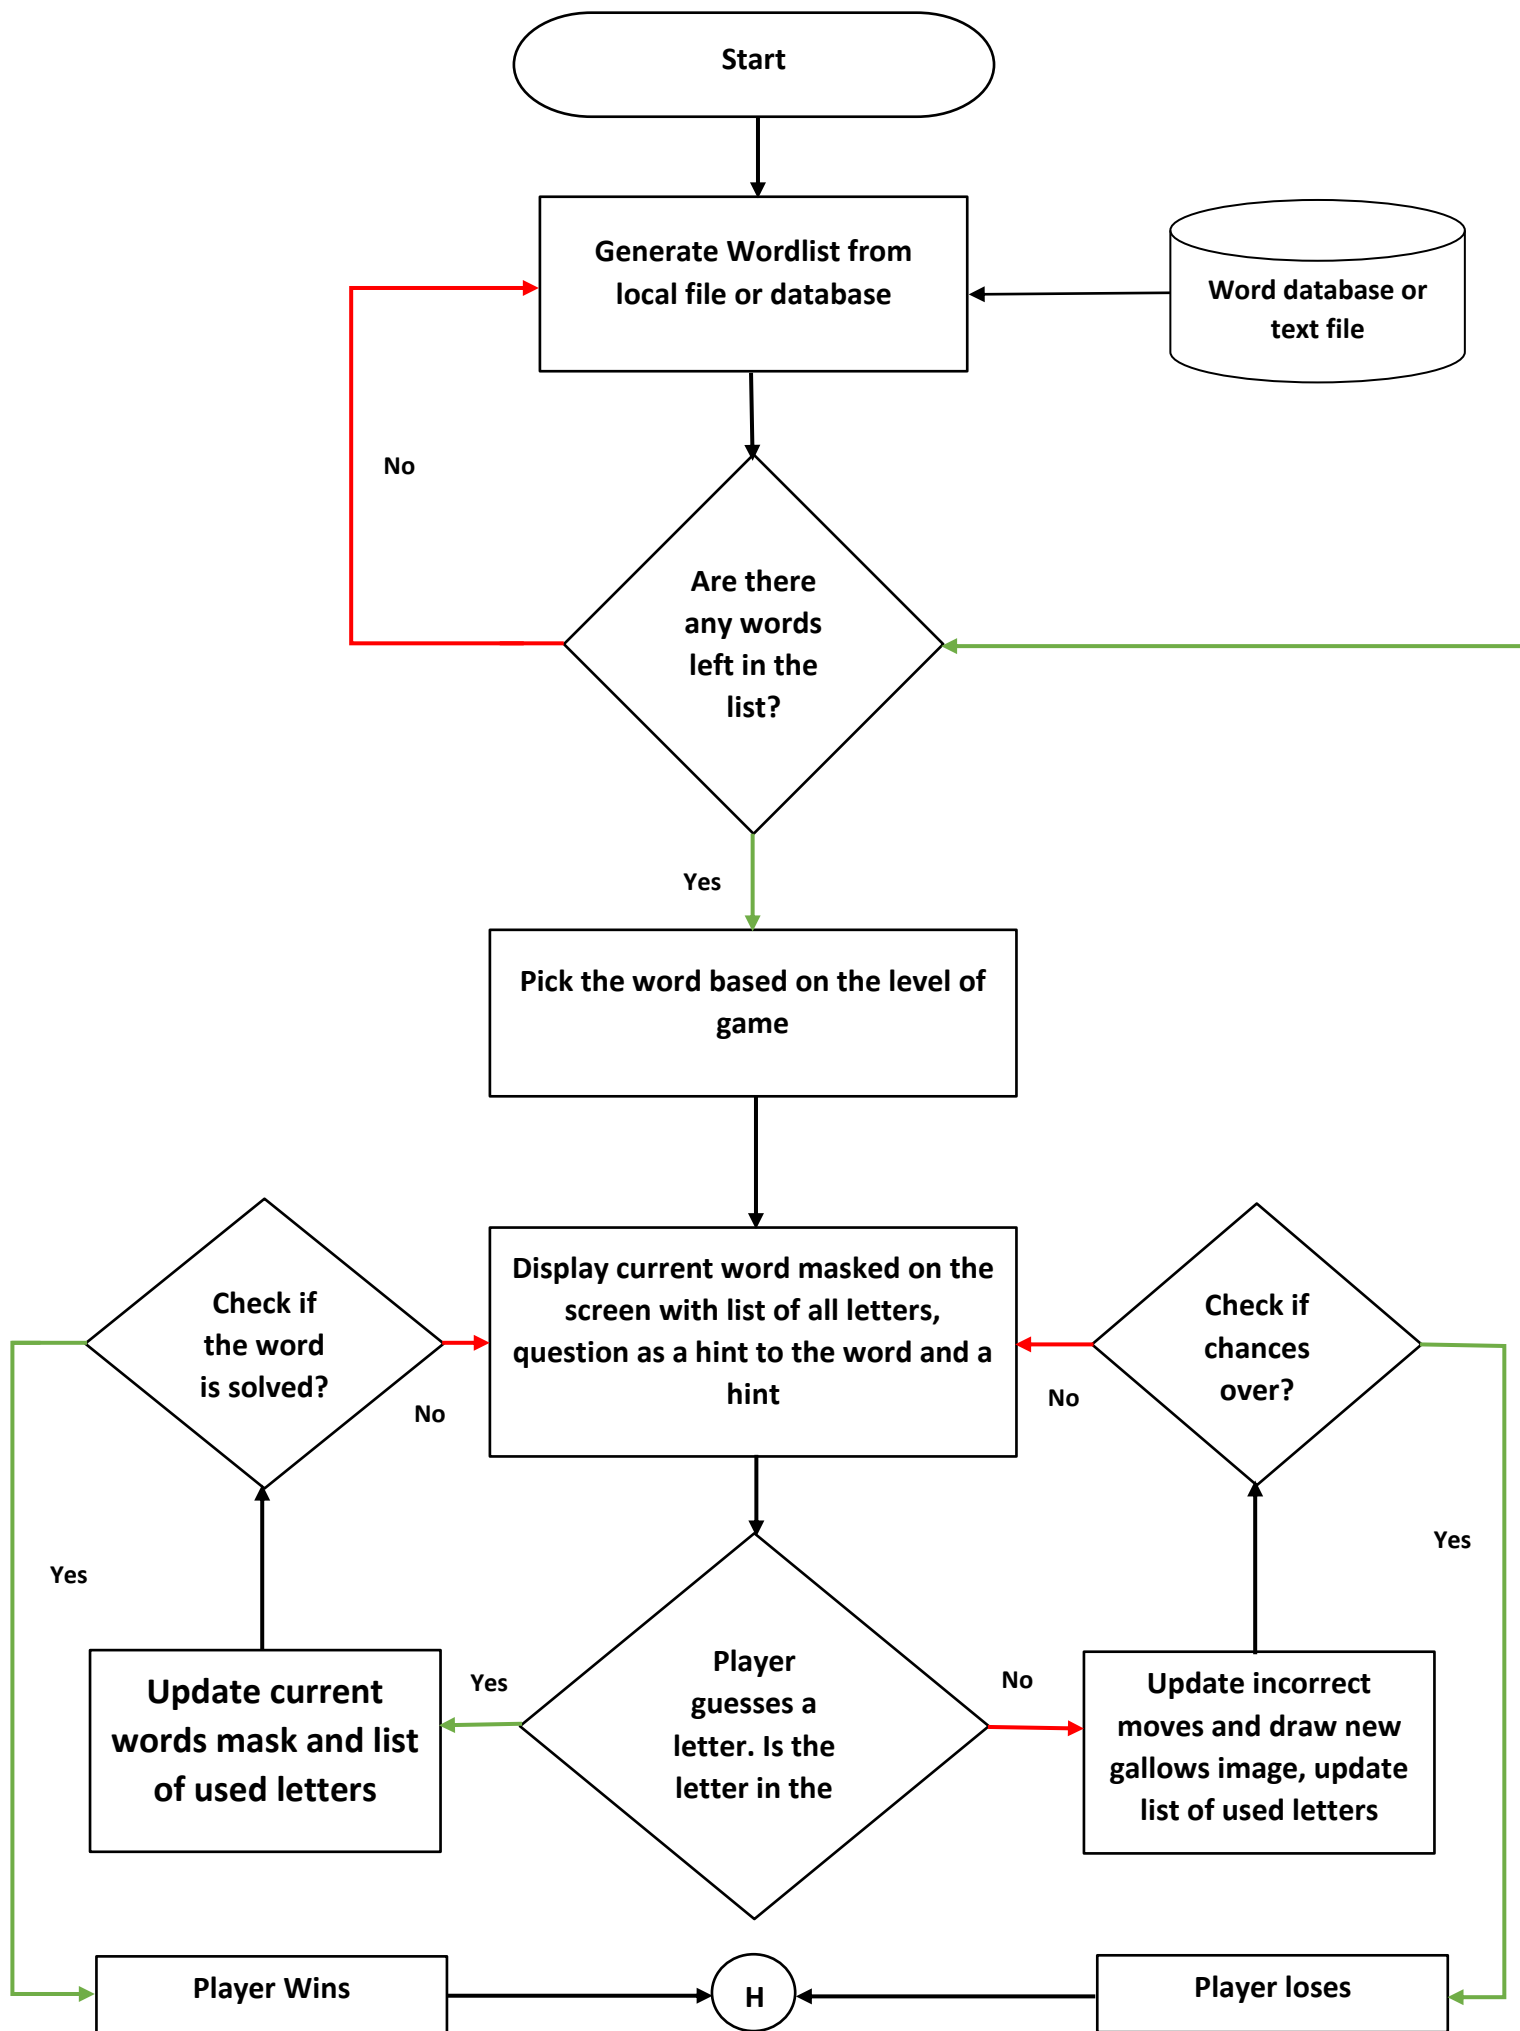 Start
Generate Wordlist from
local file or database
Word database or
text file
No
Are there
any words
left in the
list?
Yes
Pick the word based on the level of
game
Check if
the word
is solved?
No
Display current word masked on the
screen with list of all letters,
question as a hint to the word and a
hint
Check if
chances
over?
No
Yes
Yes
Update current
words mask and list
of used letters
Yes
Player
guesses a
letter. Is the
letter in the
No
Update incorrect
moves and draw new
gallows image, update
list of used letters
Player Wins
H
Player loses